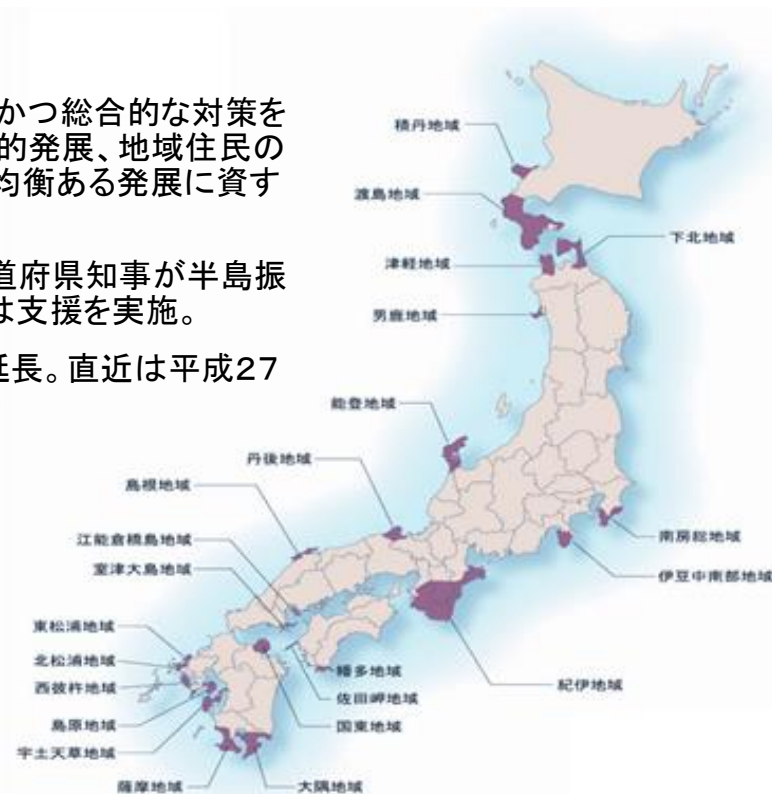 かつ総合的な対策を
的発展、地域住民の
均衡ある発展に資す
道府県知事が半島振
は支援を実施。
延長。直近は平成27
積丹地域
渡島地域
下北地域
津軽地域
男鹿地域
能登地域
丹後地域
島根地域
江能倉橋島地域
室津大島地域
南房総地域
伊豆中南部地域
東松浦地域
北松浦地域
西彼杵地域
島原地域
宇土天草地域
幡多地域
佐田岬地域
国東地域
紀伊地域
薩摩地域
大隅地域